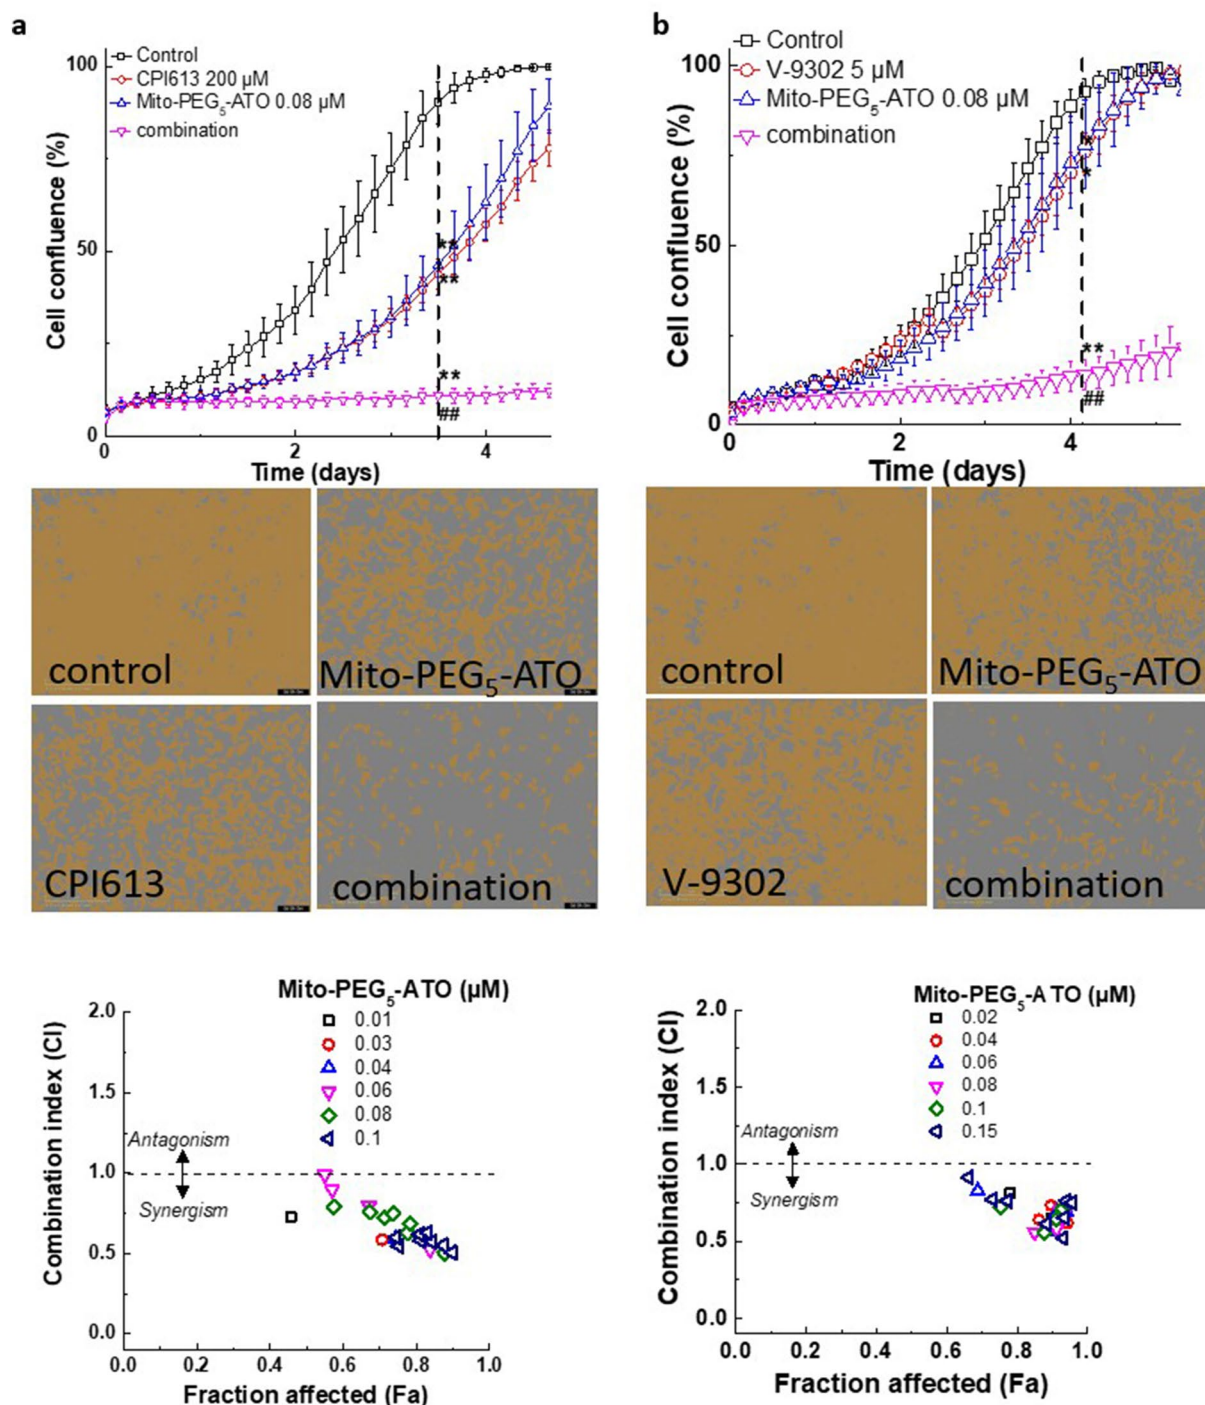 a
Control
CPI613 200 µM
Mito-PEG5-ATO 0.08 µM
combination
100
50
0
Cell confluence (%)
**
**
**
##
0
2
4
Time (days)
control
Mito-PEG5-ATO
CPI613
combination
Mito-PEG5-ATO (µM)
0.01
0.03
0.04
0.06
0.08
0.1
2.0
1.5
1.0
0.5
0.0
Combination index (CI)
Antagonism
Synergism
0.0 0.2 0.4 0.6 0.8 1.0
Fraction affected (Fa)
b
Control
V-9302 5 µM
Mito-PEG5-ATO 0.08 µM
combination
100
50
0
Cell confluence (%)
*
*
**
##
0
2
4
Time (days)
control
Mito-PEG5-ATO
V-9302
combination
Mito-PEG5-ATO (µM)
0.02
0.04
0.06
0.08
0.1
0.15
2.0
1.5
1.0
0.5
0.0
Combination index (CI)
Antagonism
Synergism
0.0 0.2 0.4 0.6 0.8 1.0
Fraction affected (Fa)